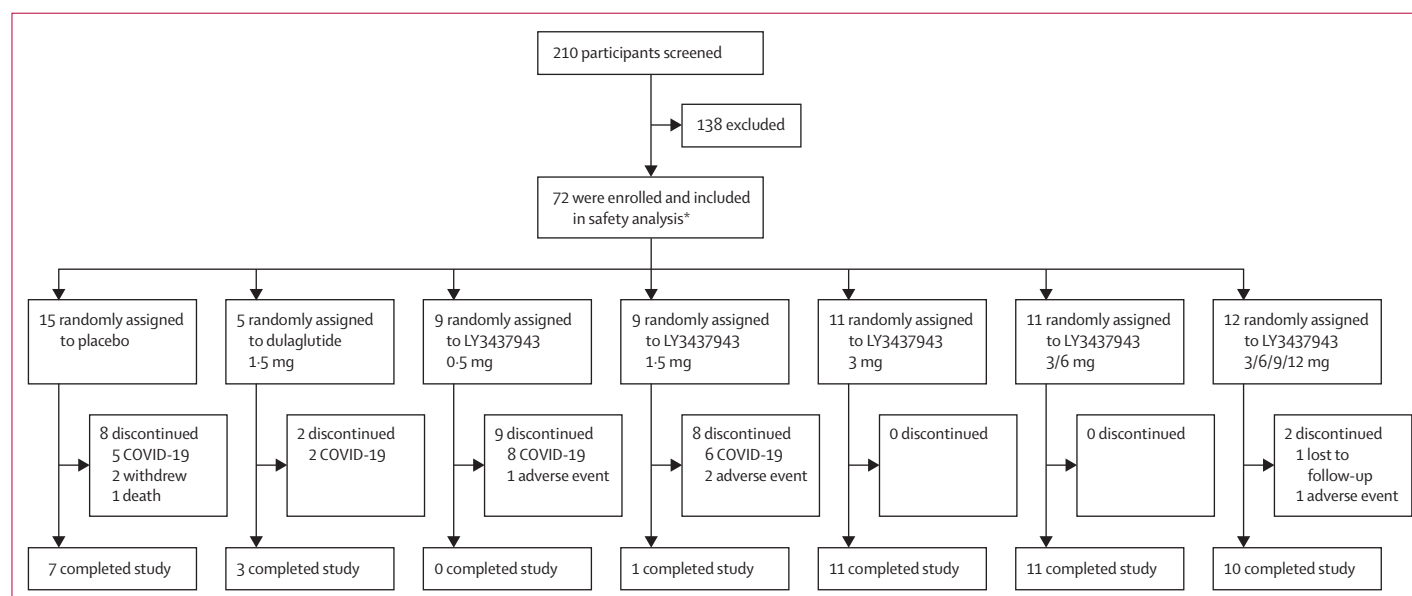 210 participants screened
138 excluded
72 were enrolled and included
in safety analysis*
15 randomly assigned
to placebo
5 randomly assigned
to dulaglutide
1·5 mg
9 randomly assigned
to LY3437943
0·5 mg
9 randomly assigned
to LY3437943
1·5 mg
11 randomly assigned
to LY3437943
3 mg
11 randomly assigned
to LY3437943
3/6 mg
12 randomly assigned
to LY3437943
3/6/9/12 mg
8 discontinued
5 COVID-19
2 withdrew
1 death
2 discontinued
2 COVID-19
9 discontinued
8 COVID-19
1 adverse event
8 discontinued
6 COVID-19
2 adverse event
0 discontinued
0 discontinued
2 discontinued
1 lost to
follow-up
1 adverse event
7 completed study
3 completed study
0 completed study
1 completed study
11 completed study
11 completed study
10 completed study